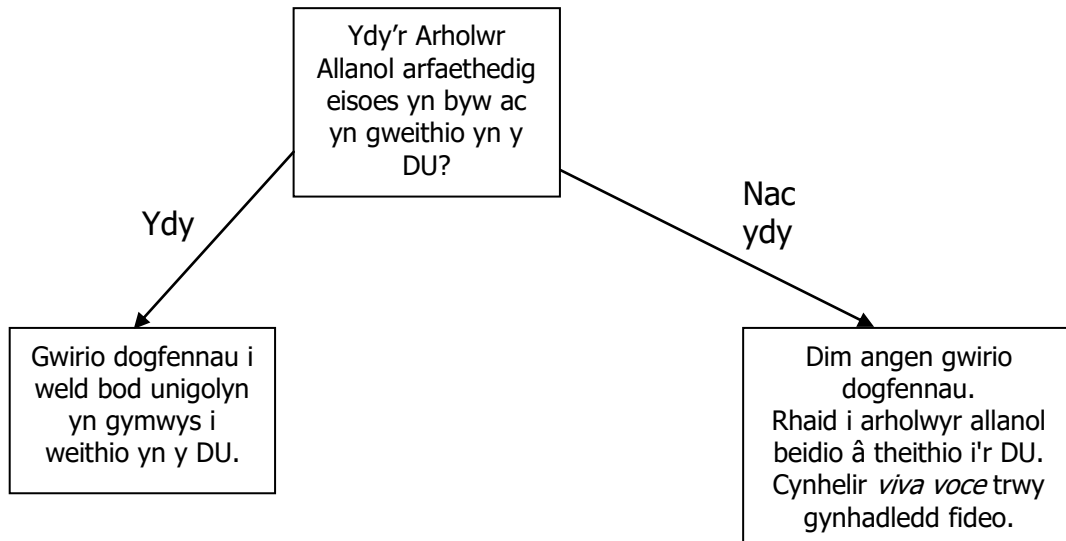 Ydy’r Arholwr
Allanol arfaethedig
eisoes yn byw ac
yn gweithio yn y
DU?
Ydy
Nac
ydy
Gwirio dogfennau i
weld bod unigolyn
yn gymwys i
weithio yn y DU.
Dim angen gwirio
dogfennau.
Rhaid i arholwyr allanol
beidio â theithio i'r DU.
Cynhelir viva voce trwy
gynhadledd fideo.